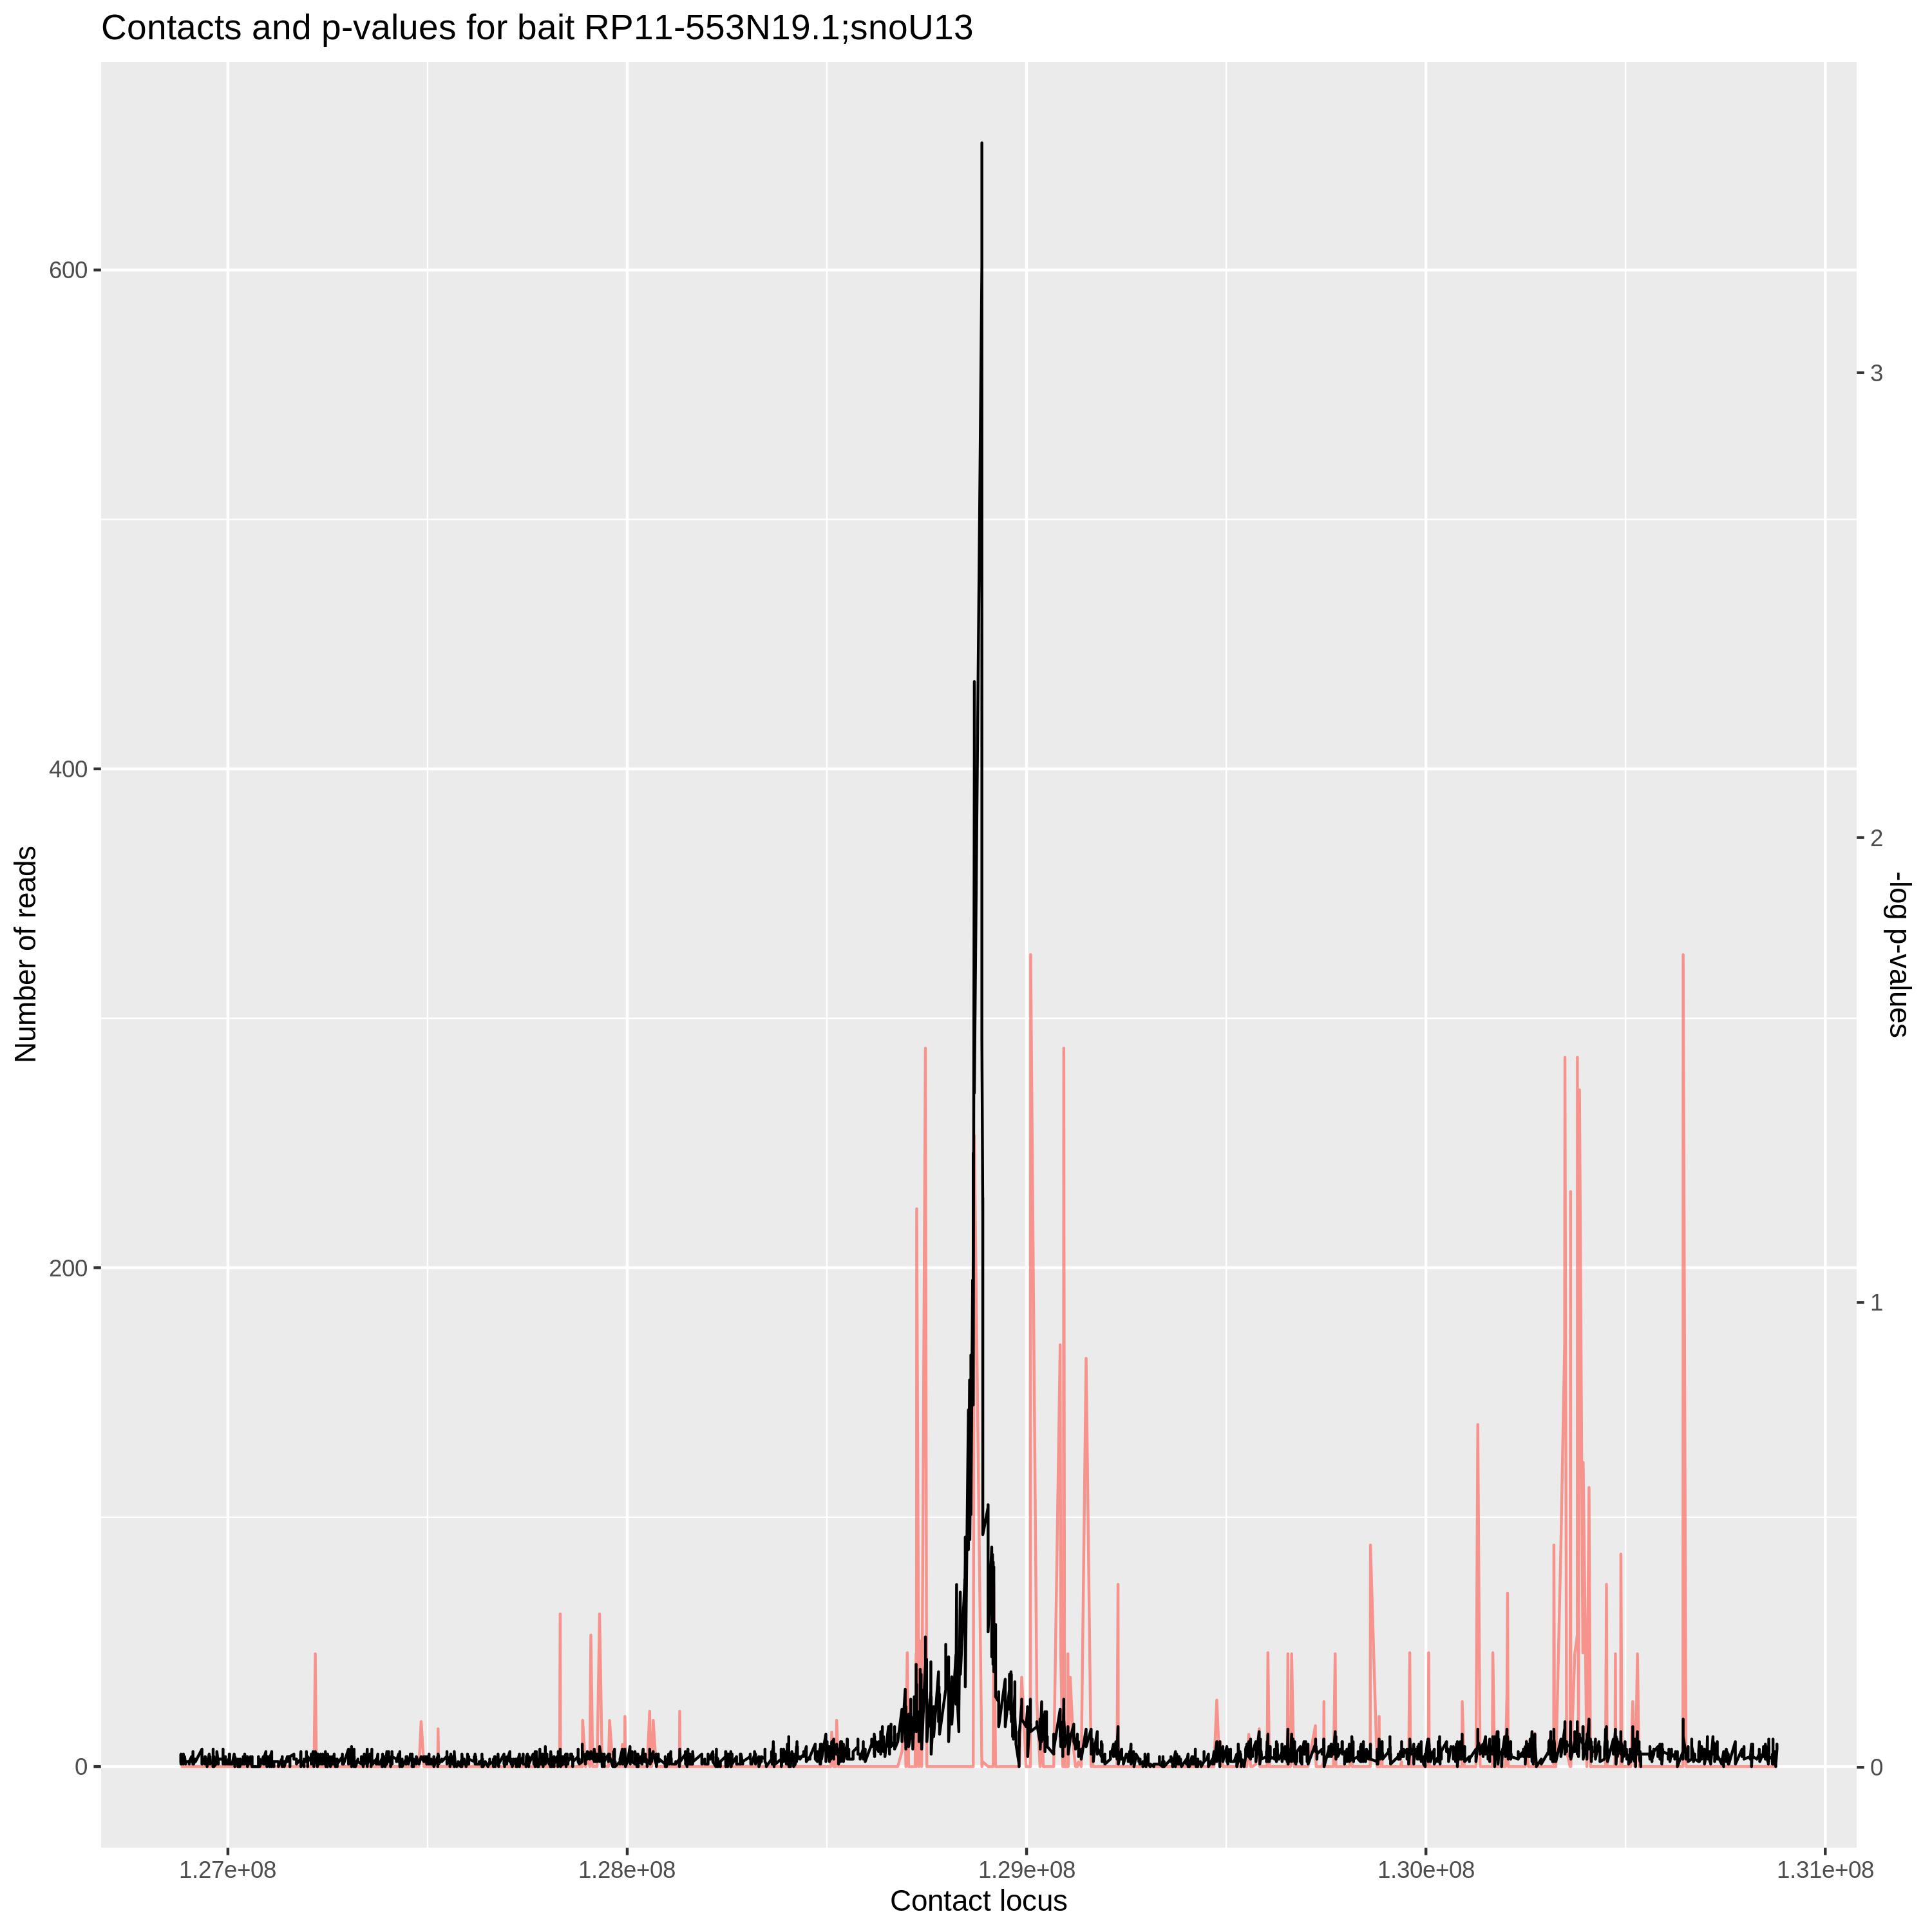 Contacts and p-values for bait RP11-553N19.1;snoU13
600
400
200
0
Number of reads
3
2
1
0
-log p-values
1.27e+08
1.28e+08
1.29e+08
1.30e+08
1.31e+08
Contact locus